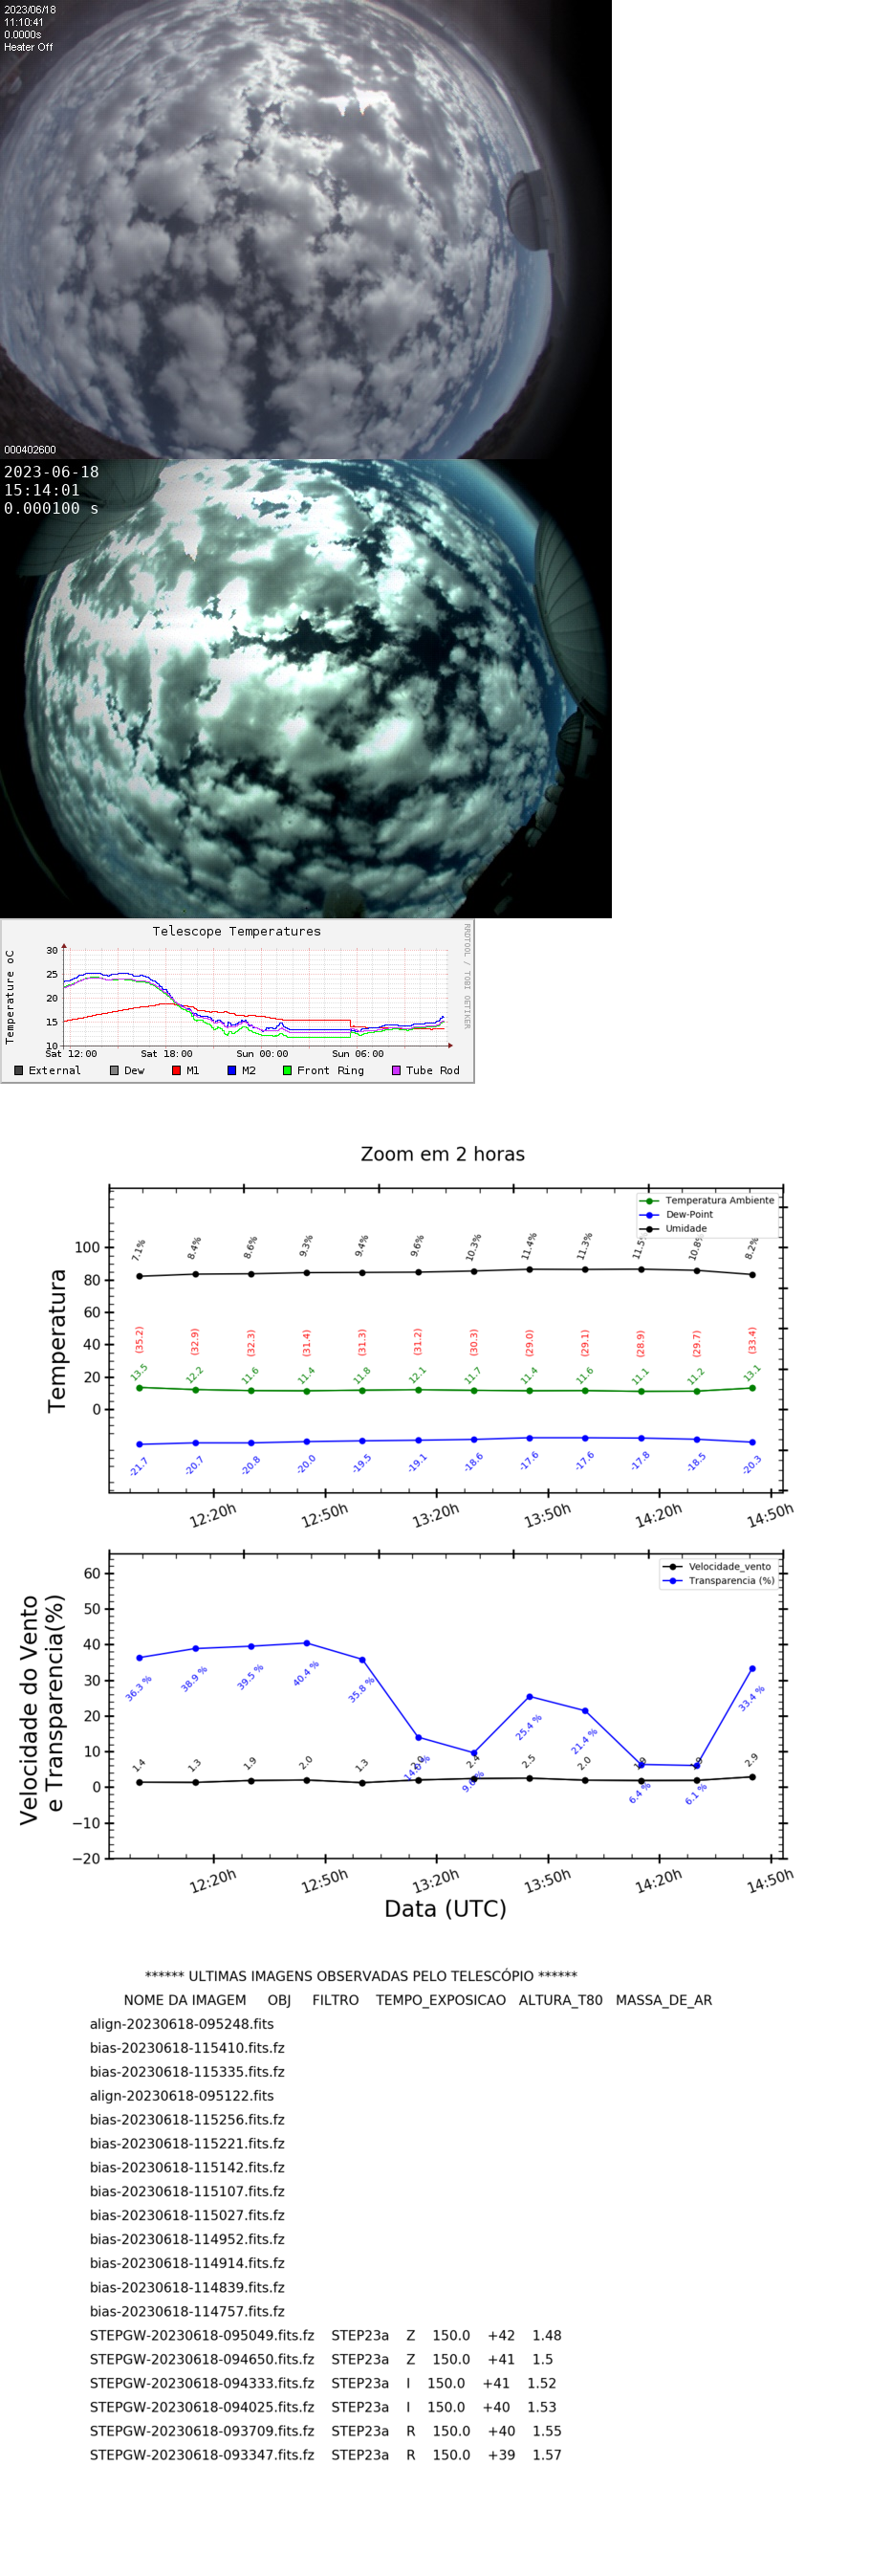 2023/06/18
11:10:41
0.0000s
Heater Off
000402600
2023-06-18
15:14:01
0.000100 s
Telescope Temperatures
RRDTOOL / TOBI OETIKER
Temperature oC
30
25
20
15
10
Sat 12:00 Sat 18:00 Sun 00:00 Sun 06:00
External Dew M1 M2 Front Ring Tube Rod
Zoom em 2 horas
Temperatura Ambiente
Dew-Point
Umidade
Temperatura
100
80
60
40
20
0
7.1% 8.4% 8.6% 9.3% 9.4% 9.6% 10.3% 11.4% 11.3% 10.8% 8.2%
(35.2) (32.9) (32.3) (31.4) (31.3) (31.2) (30.3) (29.0) (29.1) (28.9) (29.7) (33.4)
13.5 12.2 11.6 11.4 11.8 12.1 11.7 11.4 11.6 11.1 11.2 13.1
-21.7 -20.7 -20.8 -20.0 -19.5 -19.1 -18.6 -17.6 -17.6 -17.8 -18.5 -20.3
12:20h 12:50h 13:20h 13:50h 14:20h 14:50h
Velocidade_vento
Transparencia (%)
Velocidade do Vento
e Transparencia(%)
60
50
40
30
20
10
0
−10
−20
36.3 % 38.9 % 39.5 % 40.4 % 35.8 % 25.4 % 21.4 % 6.4 % 6.1 % 33.4 %
1.4 1.3 1.9 2.0 1.3 2.4 2.5 2.0 2.9
12:20h 12:50h 13:20h 13:50h 14:20h 14:50h
Data (UTC)
****** ULTIMAS IMAGENS OBSERVADAS PELO TELESCÓPIO ******
NOME DA IMAGEM OBJ FILTRO TEMPO_EXPOSICAO ALTURA_T80 MASSA_DE_AR
align-20230618-095248.fits
bias-20230618-115410.fits.fz
bias-20230618-115335.fits.fz
align-20230618-095122.fits
bias-20230618-115256.fits.fz
bias-20230618-115221.fits.fz
bias-20230618-115142.fits.fz
bias-20230618-115107.fits.fz
bias-20230618-115027.fits.fz
bias-20230618-114952.fits.fz
bias-20230618-114914.fits.fz
bias-20230618-114839.fits.fz
bias-20230618-114757.fits.fz
STEPGW-20230618-095049.fits.fz STEP23a Z 150.0 +42 1.48
STEPGW-20230618-094650.fits.fz STEP23a Z 150.0 +41 1.5
STEPGW-20230618-094333.fits.fz STEP23a I 150.0 +41 1.52
STEPGW-20230618-094025.fits.fz STEP23a I 150.0 +40 1.53
STEPGW-20230618-093709.fits.fz STEP23a R 150.0 +40 1.55
STEPGW-20230618-093347.fits.fz STEP23a R 150.0 +39 1.57